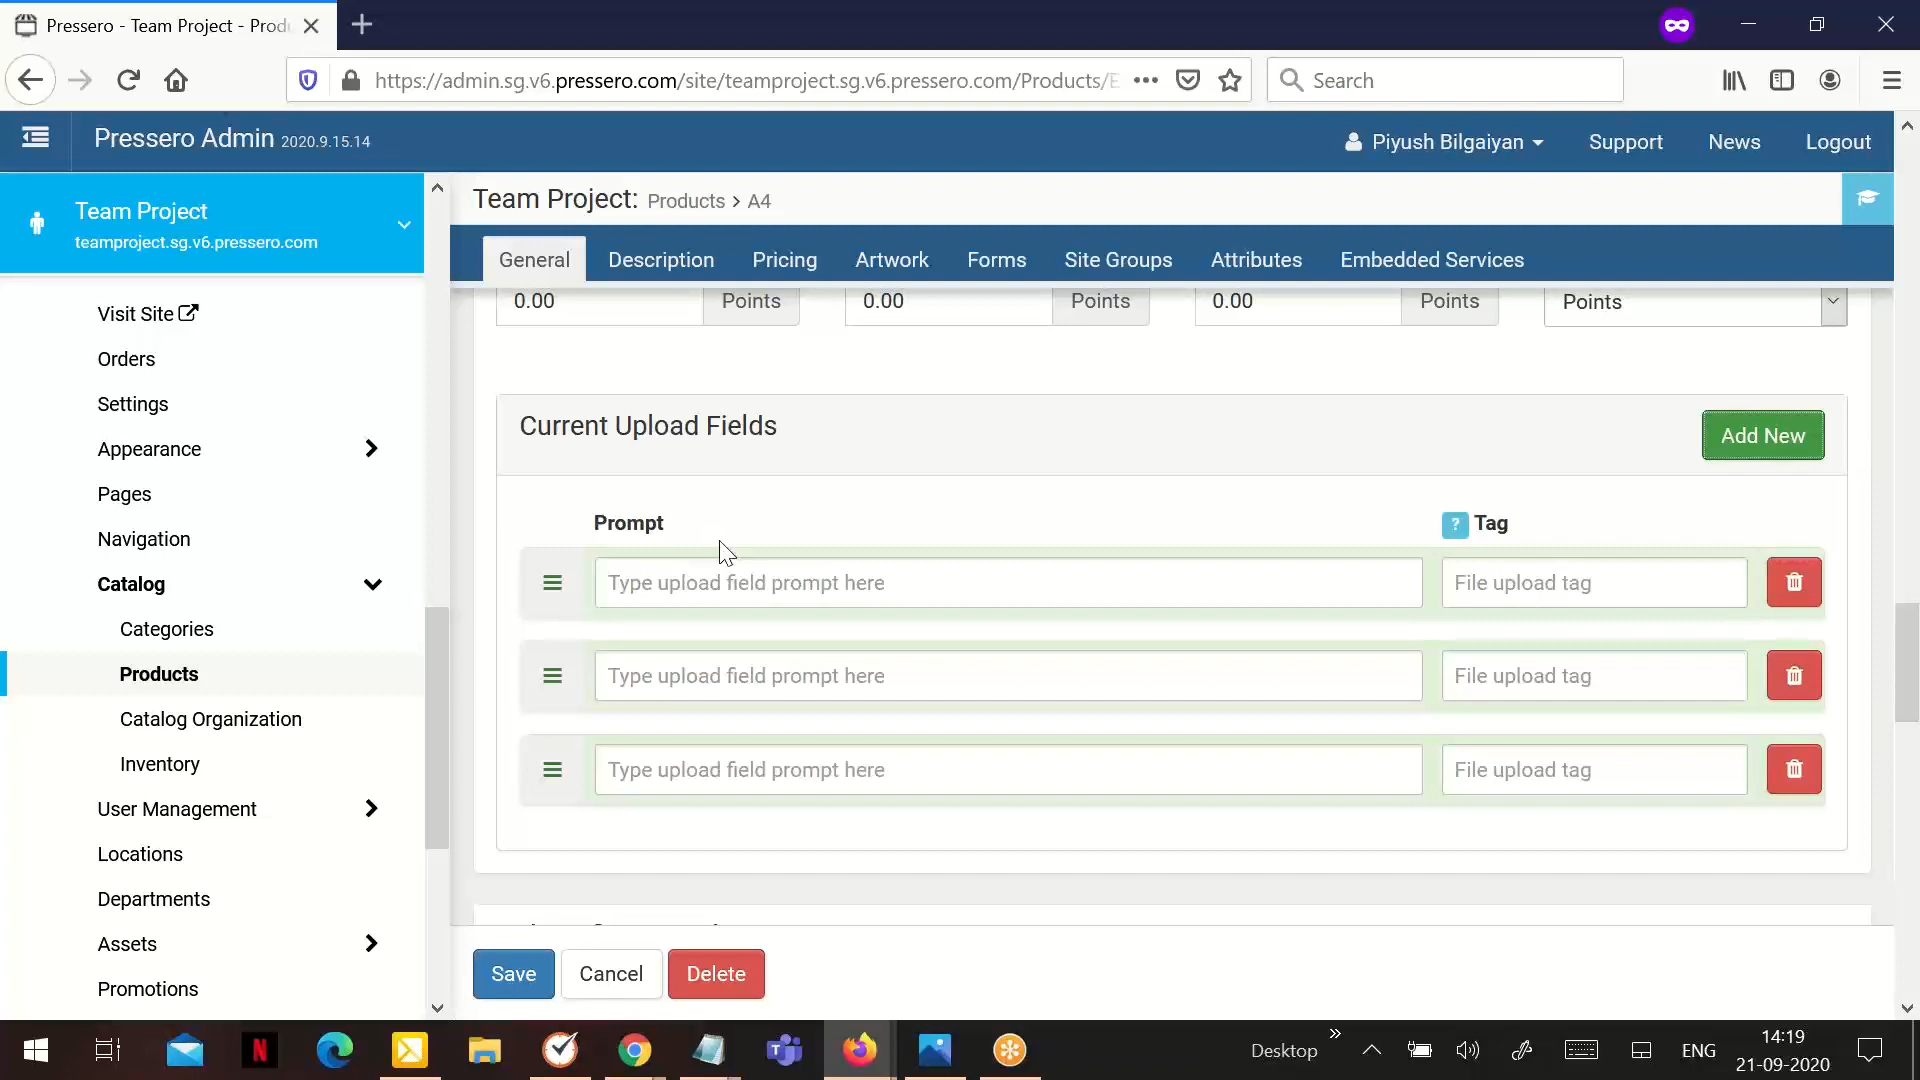 Pressero - Team Project - Prod
https://admin.sg.v6.pressero.com/site/teamproject.sg.v6.pressero.com/Products/E
Search
Pressero Admin 2020.9.15.14
Piyush Bilgaiyan
Support
News
Logout
Team Project
teamproject.sg.v6.pressero.com
Visit Site
Orders
Settings
Appearance
Pages
Navigation
Catalog
Categories
Products
Catalog Organization
Inventory
User Management
Locations
Departments
Assets
Promotions
Team Project: Products > A4
General
Description
Pricing
Artwork
Forms
Site Groups
Attributes
Embedded Services
0.00 Points
0.00 Points
0.00 Points
Points
Current Upload Fields
Add New
Prompt
? Tag
Type upload field prompt here
File upload tag
Type upload field prompt here
File upload tag
Type upload field prompt here
File upload tag
Save
Cancel
Delete
Desktop
ENG
14:19
21-09-2020